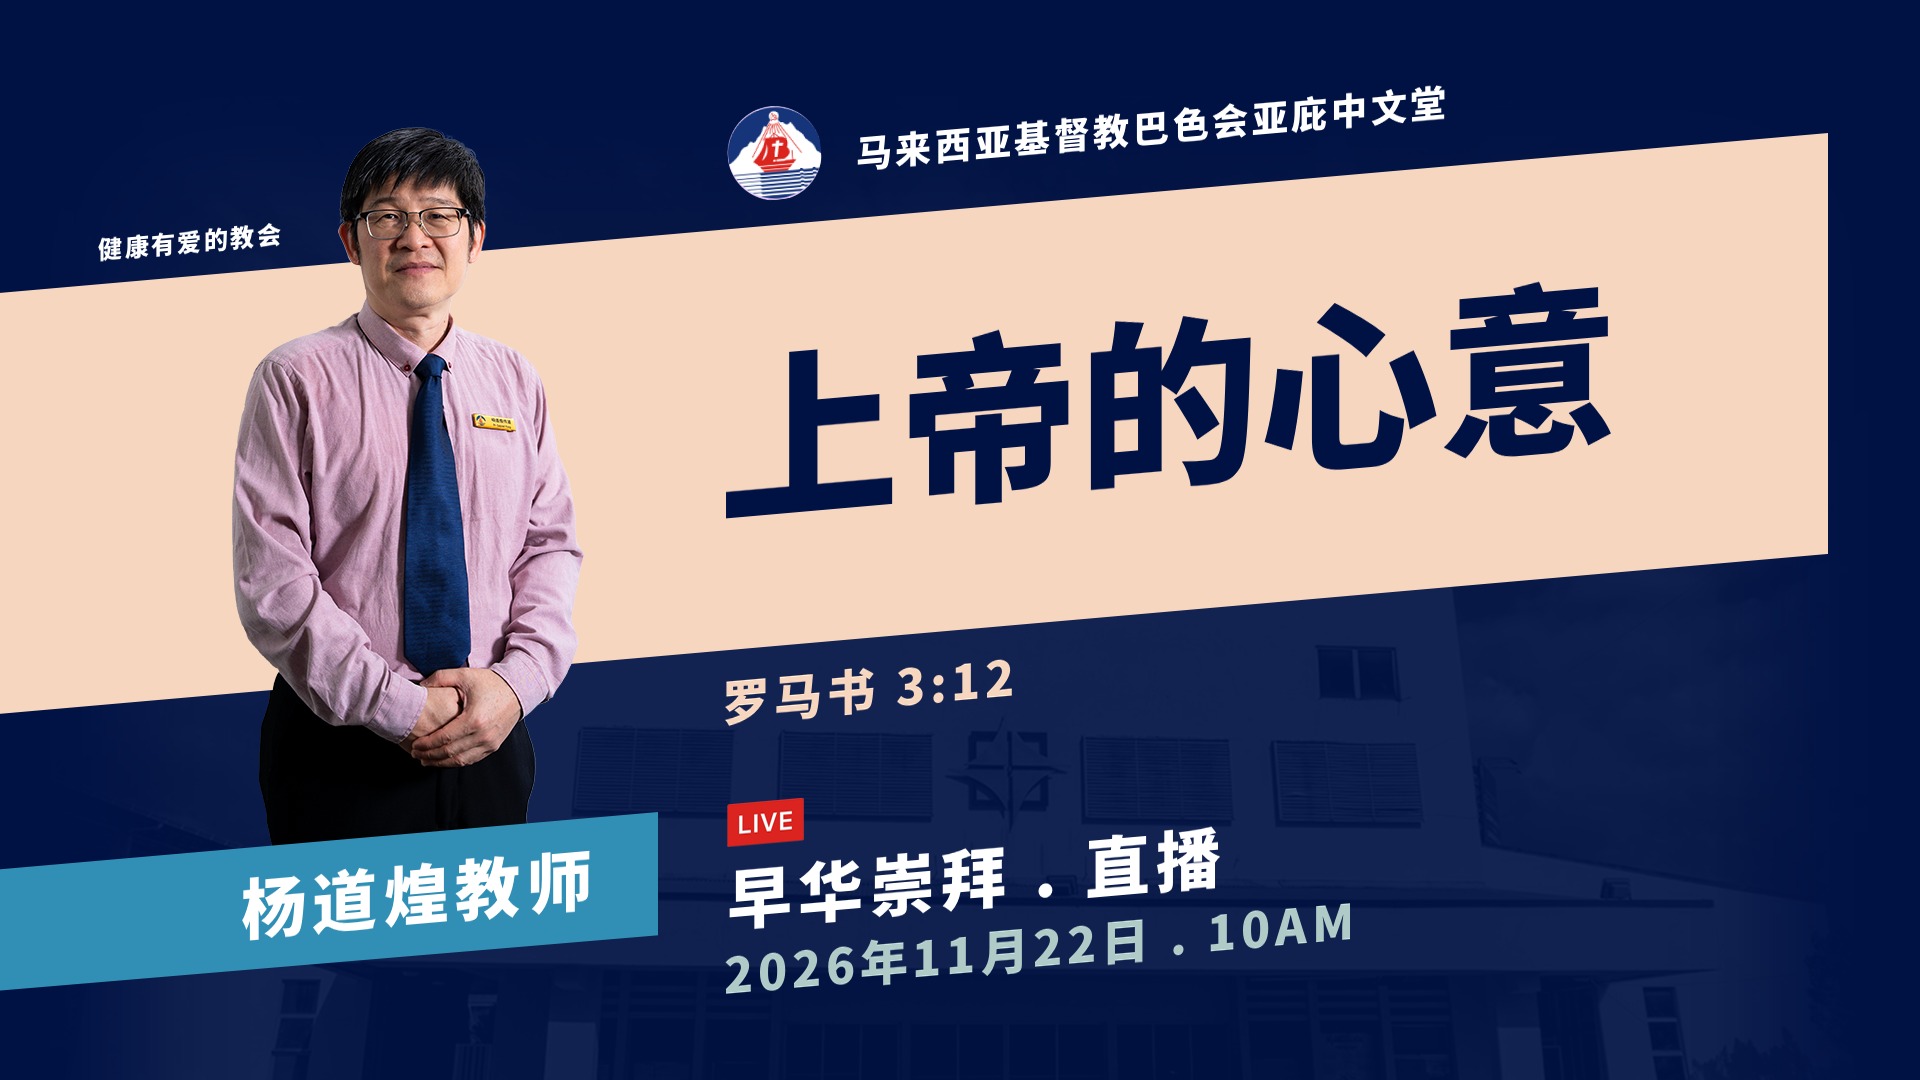 马来西亚基督教巴色会亚庇中文堂
健康有爱的教会
上帝的心意
罗马书 3:12
LIVE
早华崇拜 . 直播
2026年11月22日 . 10AM
杨道煌教师